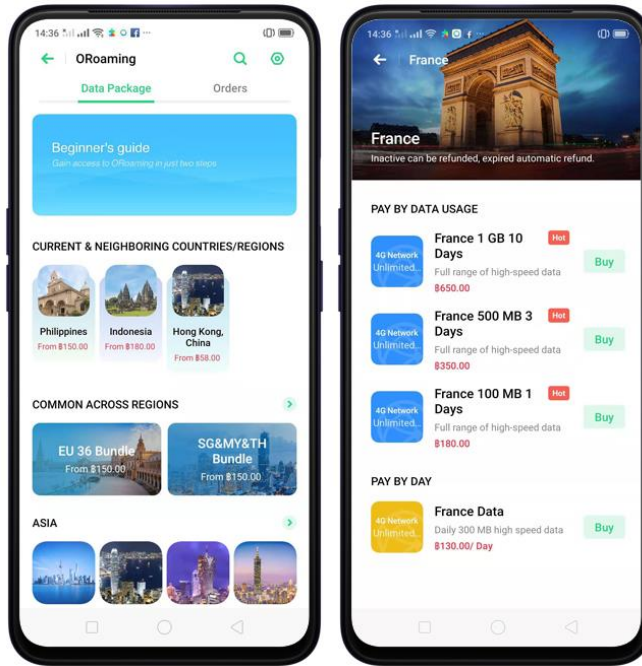 14:36
ORoaming
Data Package
Orders
Beginner's guide
Gain access to ORoaming in just two steps
CURRENT & NEIGHBORING COUNTRIES/REGIONS
Philippines
From ฿150.00
Indonesia
From ฿180.00
Hong Kong,
China
From ฿58.00
COMMON ACROSS REGIONS
EU 36 Bundle
From ฿150.00
SG&MY&TH
Bundle
From ฿150.00
ASIA
14:36
France
France
Inactive can be refunded, expired automatic refund.
PAY BY DATA USAGE
4G Network
Unlimited...
France 1 GB 10
Days
Hot
Full range of high-speed data
฿650.00
Buy
4G Network
Unlimited...
France 500 MB 3
Days
Hot
Full range of high-speed data
฿350.00
Buy
4G Network
Unlimited...
France 100 MB 1
Days
Hot
Full range of high-speed data
฿180.00
Buy
PAY BY DAY
4G Network
Unlimited...
France Data
Daily 300 MB high speed data
฿130.00/ Day
Buy